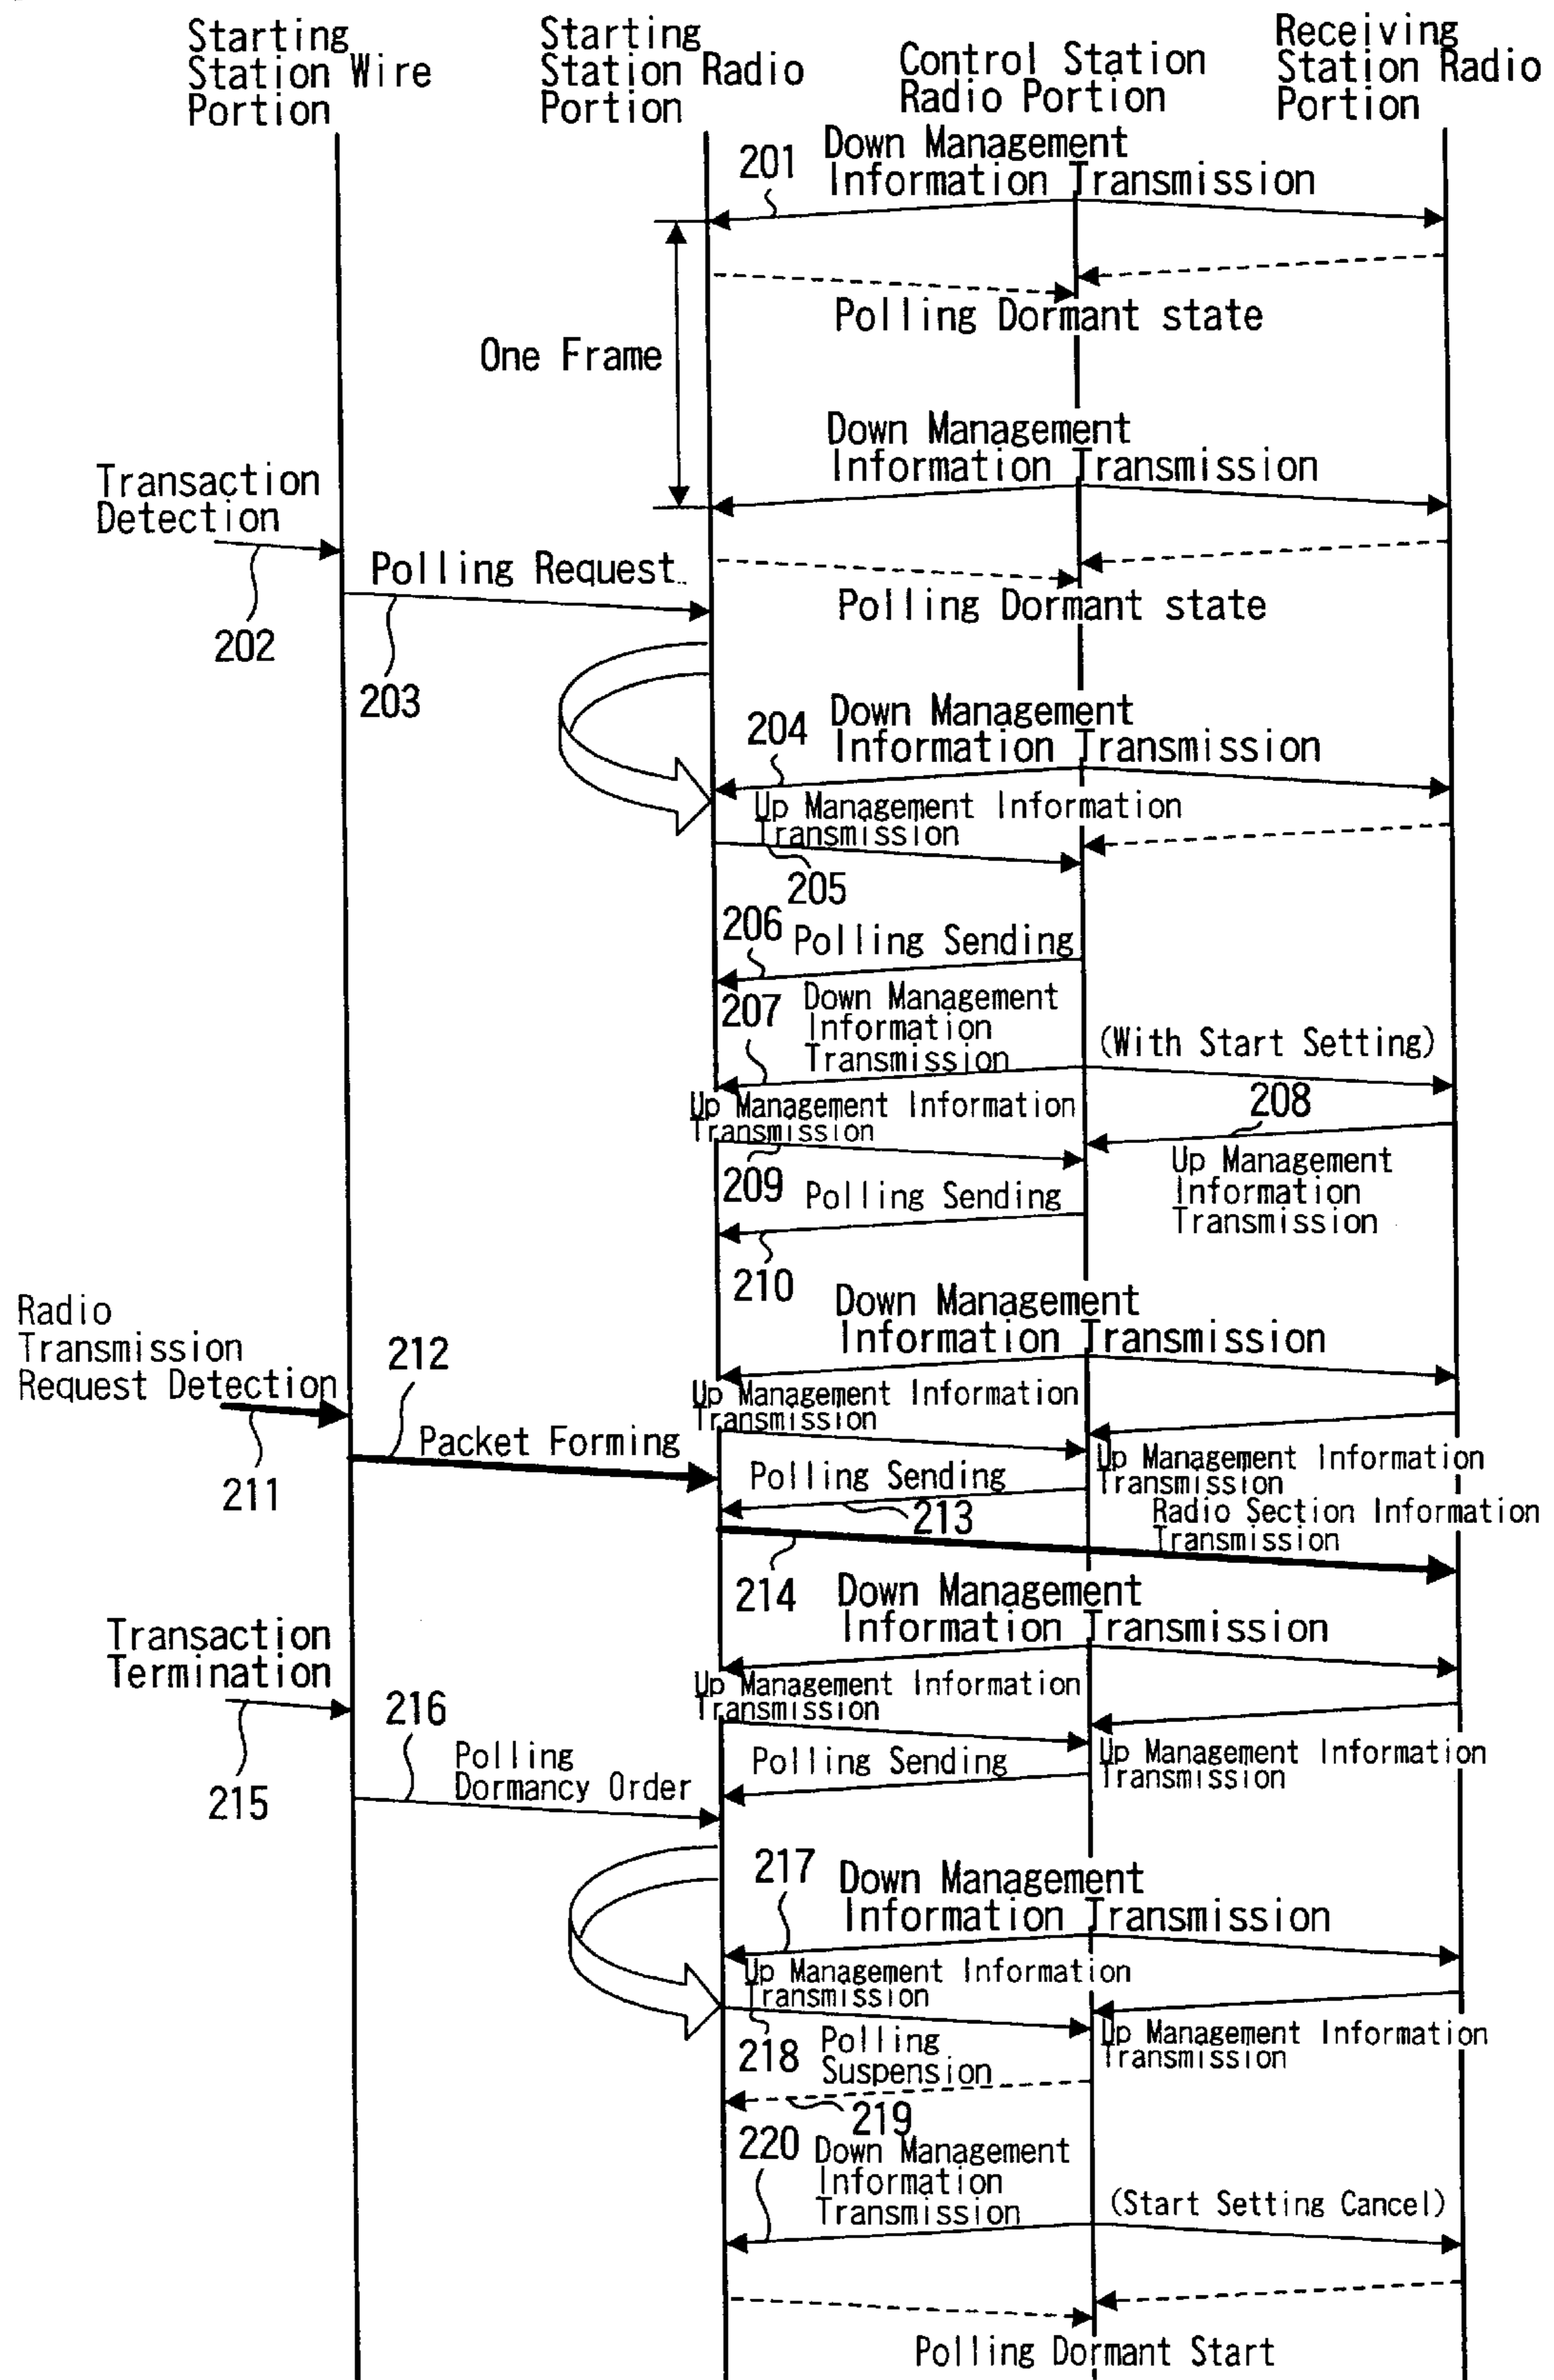 Starting
Station Wire
Portion
Starting
Station Radio
Portion
Control Station
Radio Portion
Receiving
Station Radio
Portion
201
Down Management
Information Transmission
Polling Dormant state
One Frame
Down Management
Information Transmission
Transaction
Detection
202
Polling Request
203
Polling Dormant state
204
Down Management
Information Transmission
Up Management Information
Transmission
205
206
Polling Sending
207
Down Management
Information
Transmission
(With Start Setting)
Up Management Information
Transmission
208
209
Up Management
Information
Transmission
Polling Sending
210
Down Management
Information Transmission
Radio
Transmission
Request Detection
211
212
Packet Forming
Up Management Information
Transmission
Up Management Information
Transmission
Polling Sending
213
Radio Section Information
Transmission
214
Down Management
Information Transmission
Transaction
Termination
215
216
Polling
Dormancy Order
Up Management Information
Transmission
Polling Sending
Up Management Information
Transmission
217
Down Management
Information Transmission
Up Management Information
Transmission
218
Up Management Information
Transmission
Polling
Suspension
219
220
Down Management
Information
Transmission
(Start Setting Cancel)
Polling Dormant Start